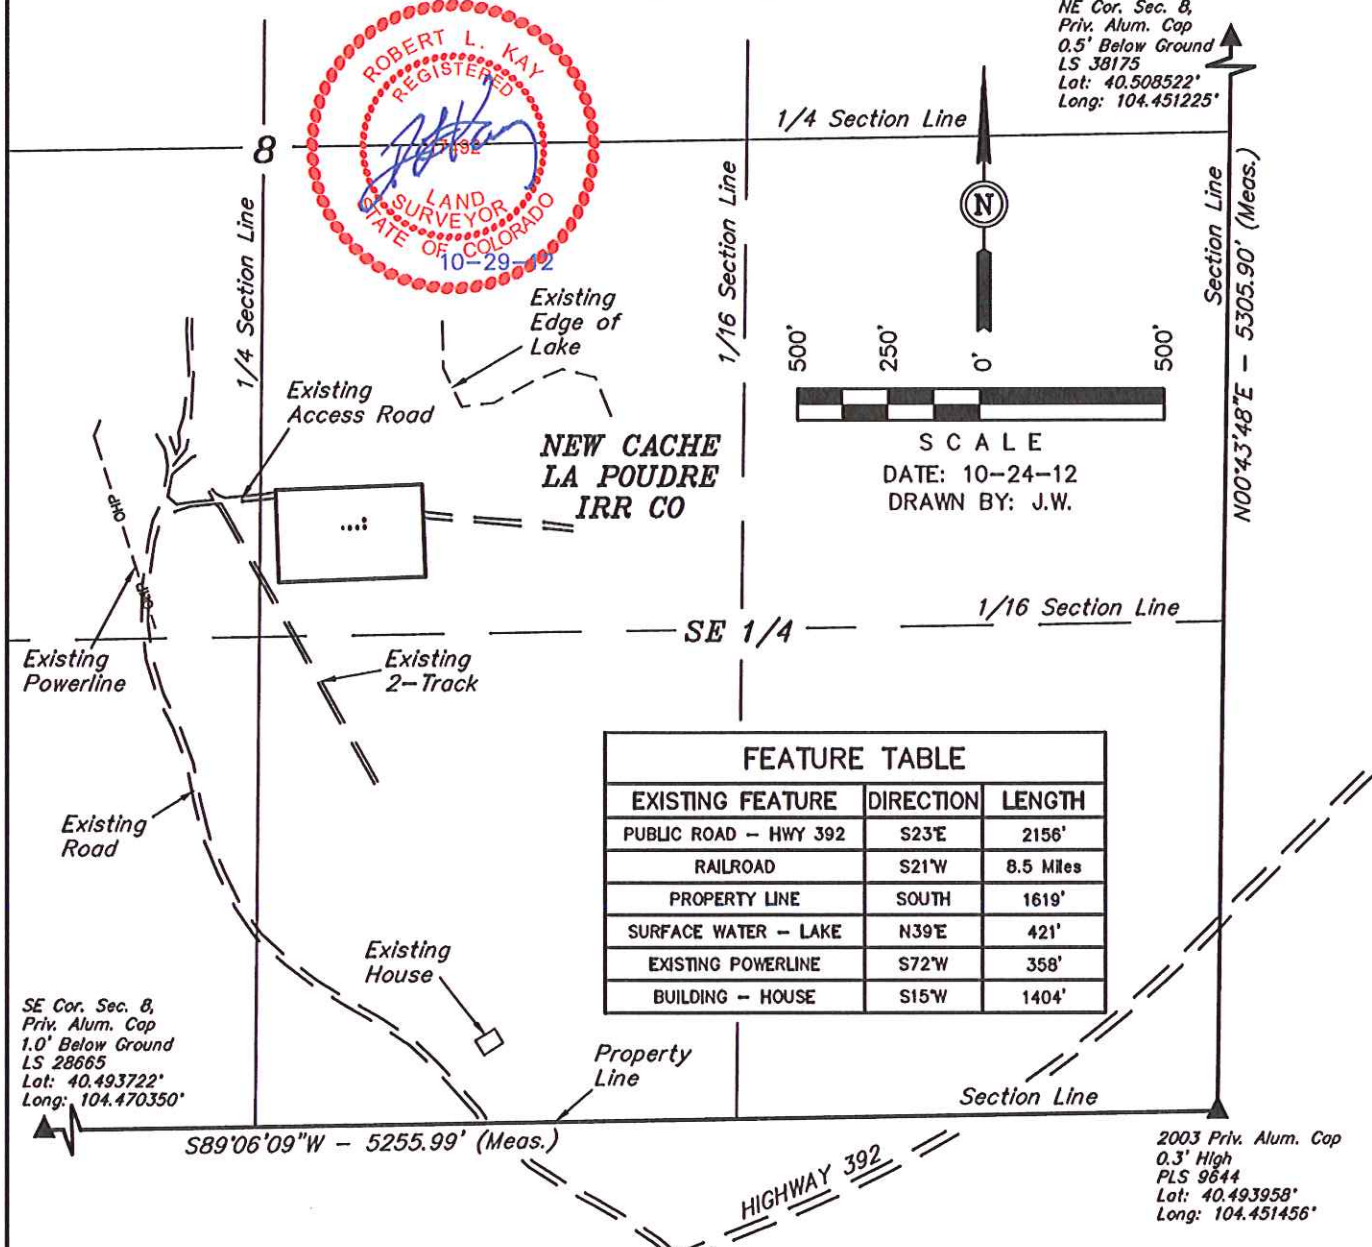 NE Cor. Sec. 8,
Priv. Alum. Cap
0.5' Below Ground
LS 38175
Lat: 40.508522°
Long: 104.451225°
ROBERT L. KAY
REGISTERED
7492
LAND
SURVEYOR
STATE OF COLORADO
10-29-12
1/4 Section Line
8
N
1/4 Section Line
1/16 Section Line
Section Line
N00°43'48"E - 5305.90' (Meas.)
Existing
Edge of
Lake
500'
250'
0'
500'
SCALE
DATE: 10-24-12
DRAWN BY: J.W.
Existing
Access Road
NEW CACHE
LA POUDRE
IRR CO
OHP
OHP
1/16 Section Line
SE 1/4
Existing
Powerline
Existing
2-Track
FEATURE TABLE
EXISTING FEATURE DIRECTION LENGTH
PUBLIC ROAD - HWY 392 S23°E 2156'
RAILROAD S21°W 8.5 Miles
PROPERTY LINE SOUTH 1619'
SURFACE WATER - LAKE N39°E 421'
EXISTING POWERLINE S72°W 358'
BUILDING - HOUSE S15°W 1404'
Existing
Road
Existing
House
SE Cor. Sec. 8,
Priv. Alum. Cap
1.0' Below Ground
LS 28665
Lat: 40.493722°
Long: 104.470350°
Property
Line
Section Line
S89°06'09"W - 5255.99' (Meas.)
HIGHWAY 392
2003 Priv. Alum. Cap
0.3' High
PLS 9644
Lat: 40.493958°
Long: 104.451456°